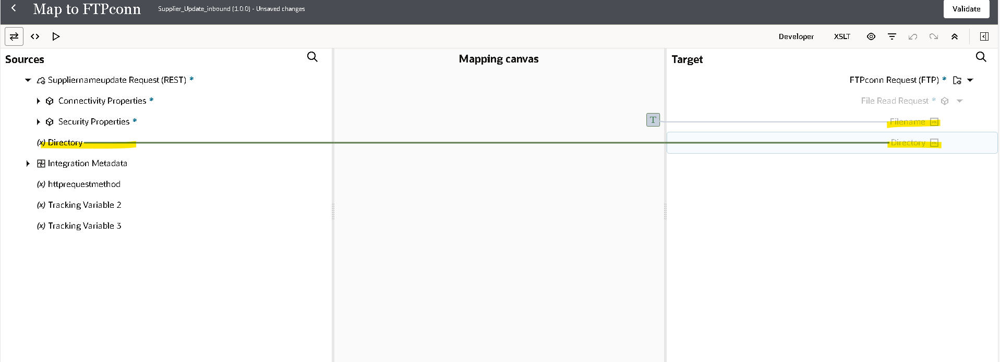 Map to FTPconn
Supplier_Update_inbound (1.0.0) - Unsaved changes
Validate
Developer
XSLT
Sources
Mapping canvas
Target
Suppliernameupdate Request (REST) *
FTPconn Request (FTP) *
Connectivity Properties *
File Read Request *
Security Properties *
T
Filename
(x) Directory
Directory
Integration Metadata
(x) httprequestmethod
(x) Tracking Variable 2
(x) Tracking Variable 3